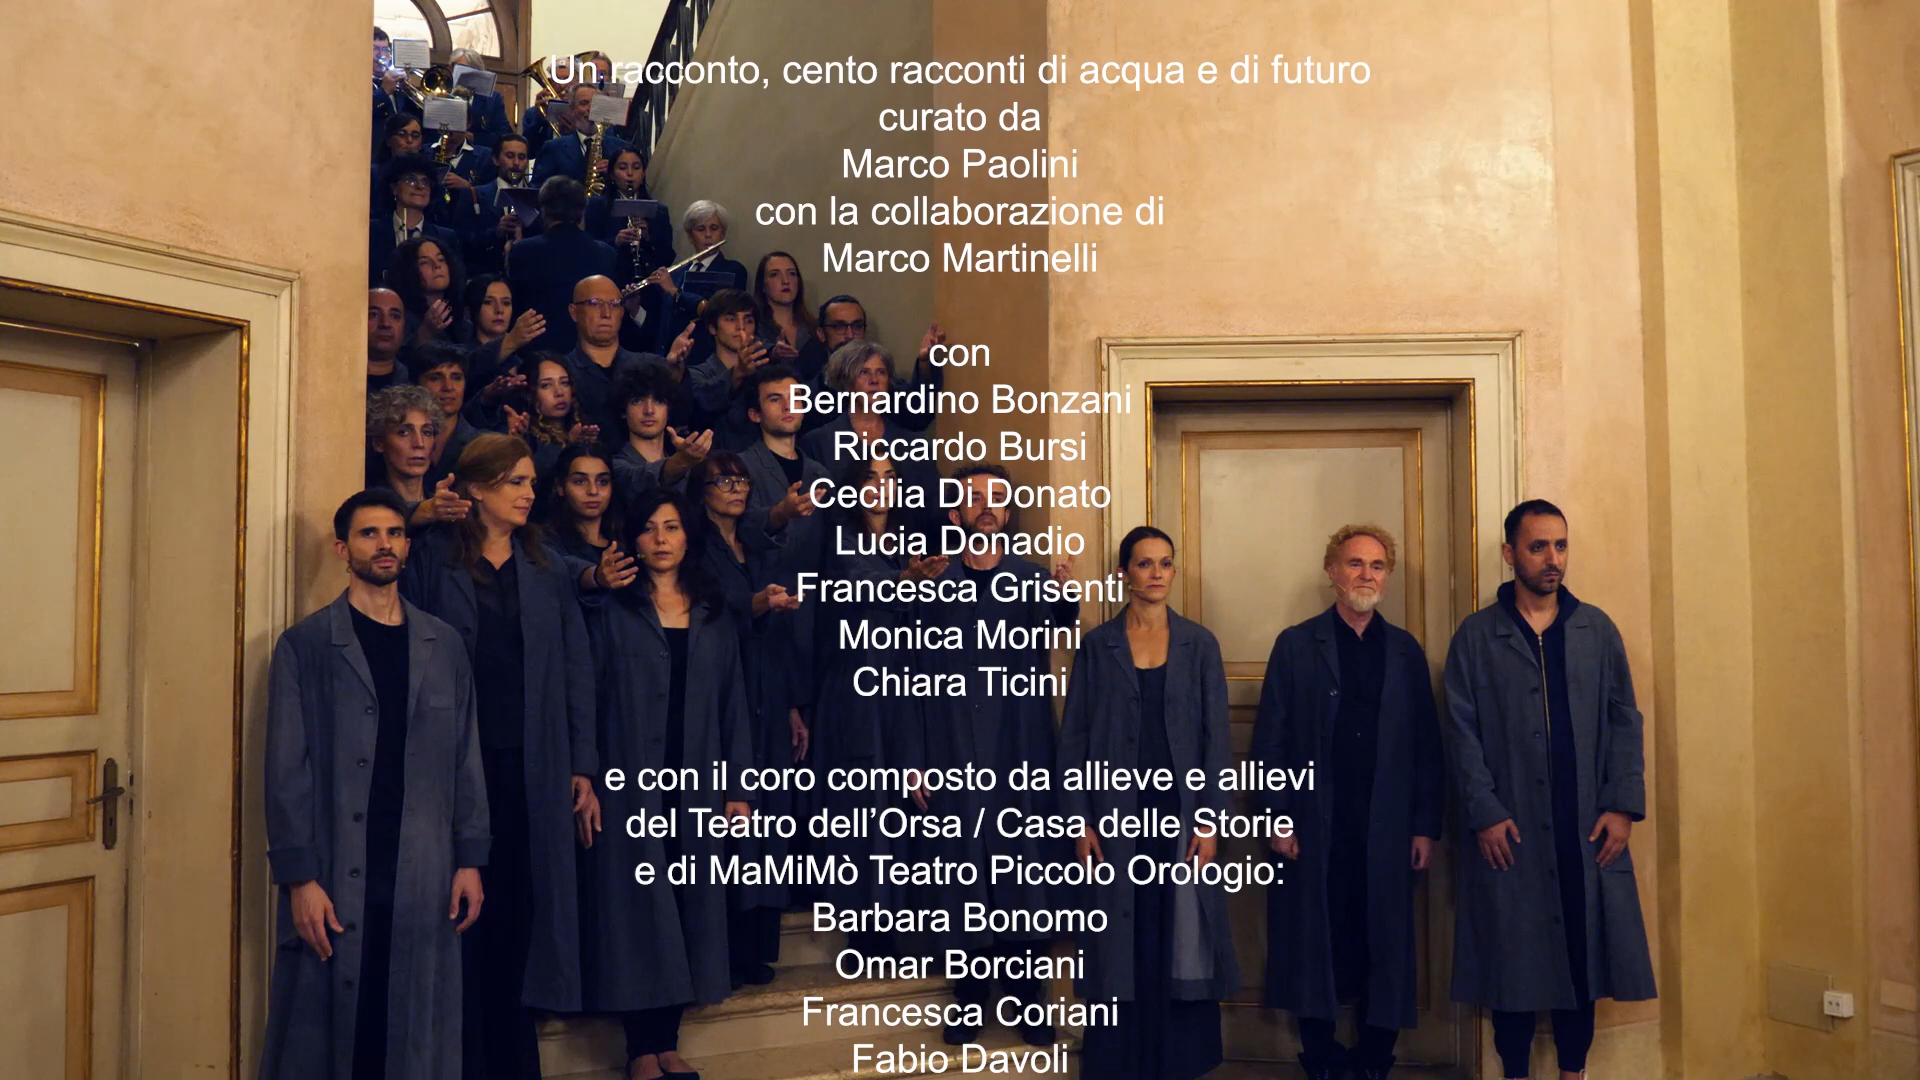 Un racconto, cento racconti di acqua e di futuro
curato da
Marco Paolini
con la collaborazione di
Marco Martinelli
con
Bernardino Bonzani
Riccardo Bursi
Cecilia Di Donato
Lucia Donadio
Francesca Grisenti
Monica Morini
Chiara Ticini
e con il coro composto da allieve e allievi
del Teatro dell’Orsa / Casa delle Storie
e di MaMiMò Teatro Piccolo Orologio:
Barbara Bonomo
Omar Borciani
Francesca Coriani
Fabio Davoli